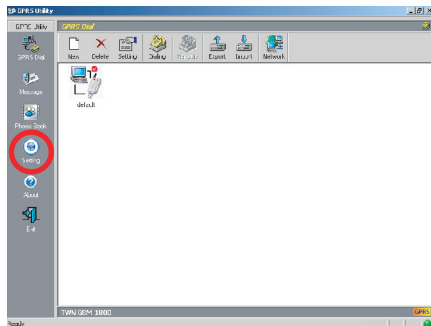 GPRS Utility
GPRS Utility
GPRS Dial
GPRS Dial
Message
Phone Book
Setting
About
Exit
New Delete Setting Dialing Export Import Network
default
TWN GSM 1800
GPRS
Ready